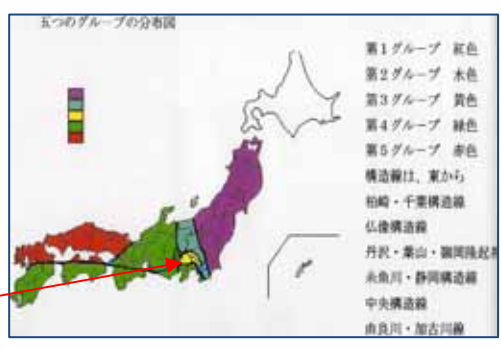 五つのグループの分布図
第1グループ 紅色
第2グループ 水色
第3グループ 黄色
第4グループ 緑色
第5グループ 赤色
構造線は、東から
柏崎・千葉構造線
仏像構造線
丹沢・葉山・嶺岡隆起
糸魚川・静岡構造線
中央構造線
由良川・加古川線